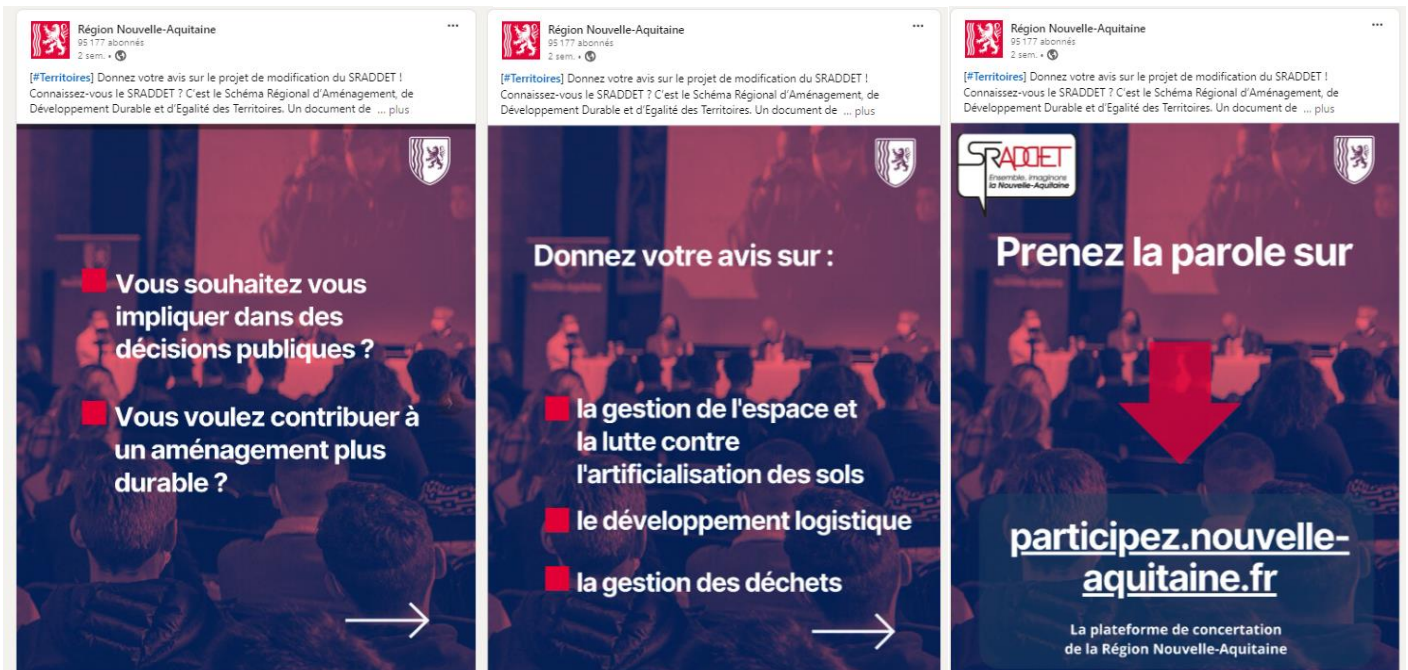 Région Nouvelle-Aquitaine
95 177 abonnés
2 sem. •
[#Territoires] Donnez votre avis sur le projet de modification du SRADDET !
Connaissez-vous le SRADDET ? C'est le Schéma Régional d'Aménagement, de
Développement Durable et d'Egalité des Territoires. Un document de ... plus
Vous souhaitez vous
impliquer dans des
décisions publiques ?
Vous voulez contribuer à
un aménagement plus
durable ?
Région Nouvelle-Aquitaine
95 177 abonnés
2 sem. •
[#Territoires] Donnez votre avis sur le projet de modification du SRADDET !
Connaissez-vous le SRADDET ? C'est le Schéma Régional d'Aménagement, de
Développement Durable et d'Egalité des Territoires. Un document de ... plus
Donnez votre avis sur :
la gestion de l'espace et
la lutte contre
l'artificialisation des sols
le développement logistique
la gestion des déchets
Région Nouvelle-Aquitaine
95 177 abonnés
2 sem. •
[#Territoires] Donnez votre avis sur le projet de modification du SRADDET !
Connaissez-vous le SRADDET ? C'est le Schéma Régional d'Aménagement, de
Développement Durable et d'Egalité des Territoires. Un document de ... plus
SRADDET
Ensemble, imaginons
la Nouvelle-Aquitaine
Prenez la parole sur
participez.nouvelle-
aquitaine.fr
La plateforme de concertation
de la Région Nouvelle-Aquitaine